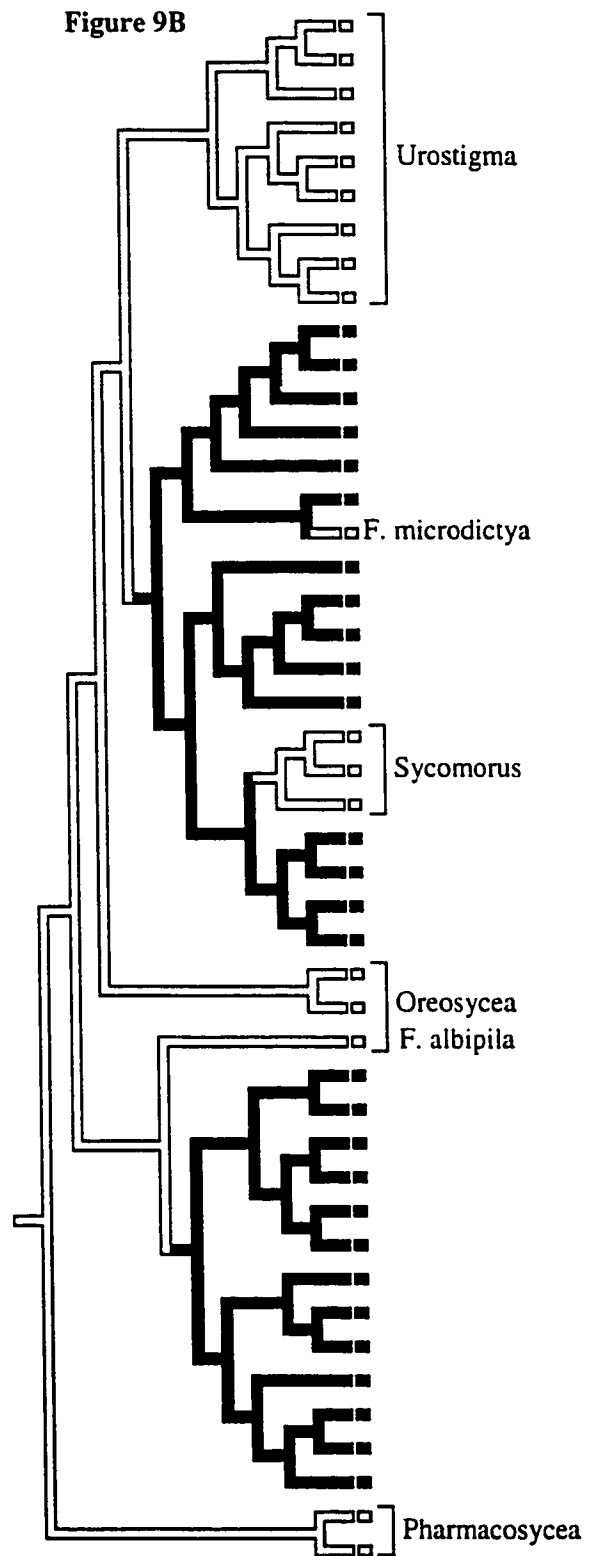 Figure 9B
Urostigma
F. microdictya
Sycomorus
Oreosycea
F. albipila
Pharmacosycea